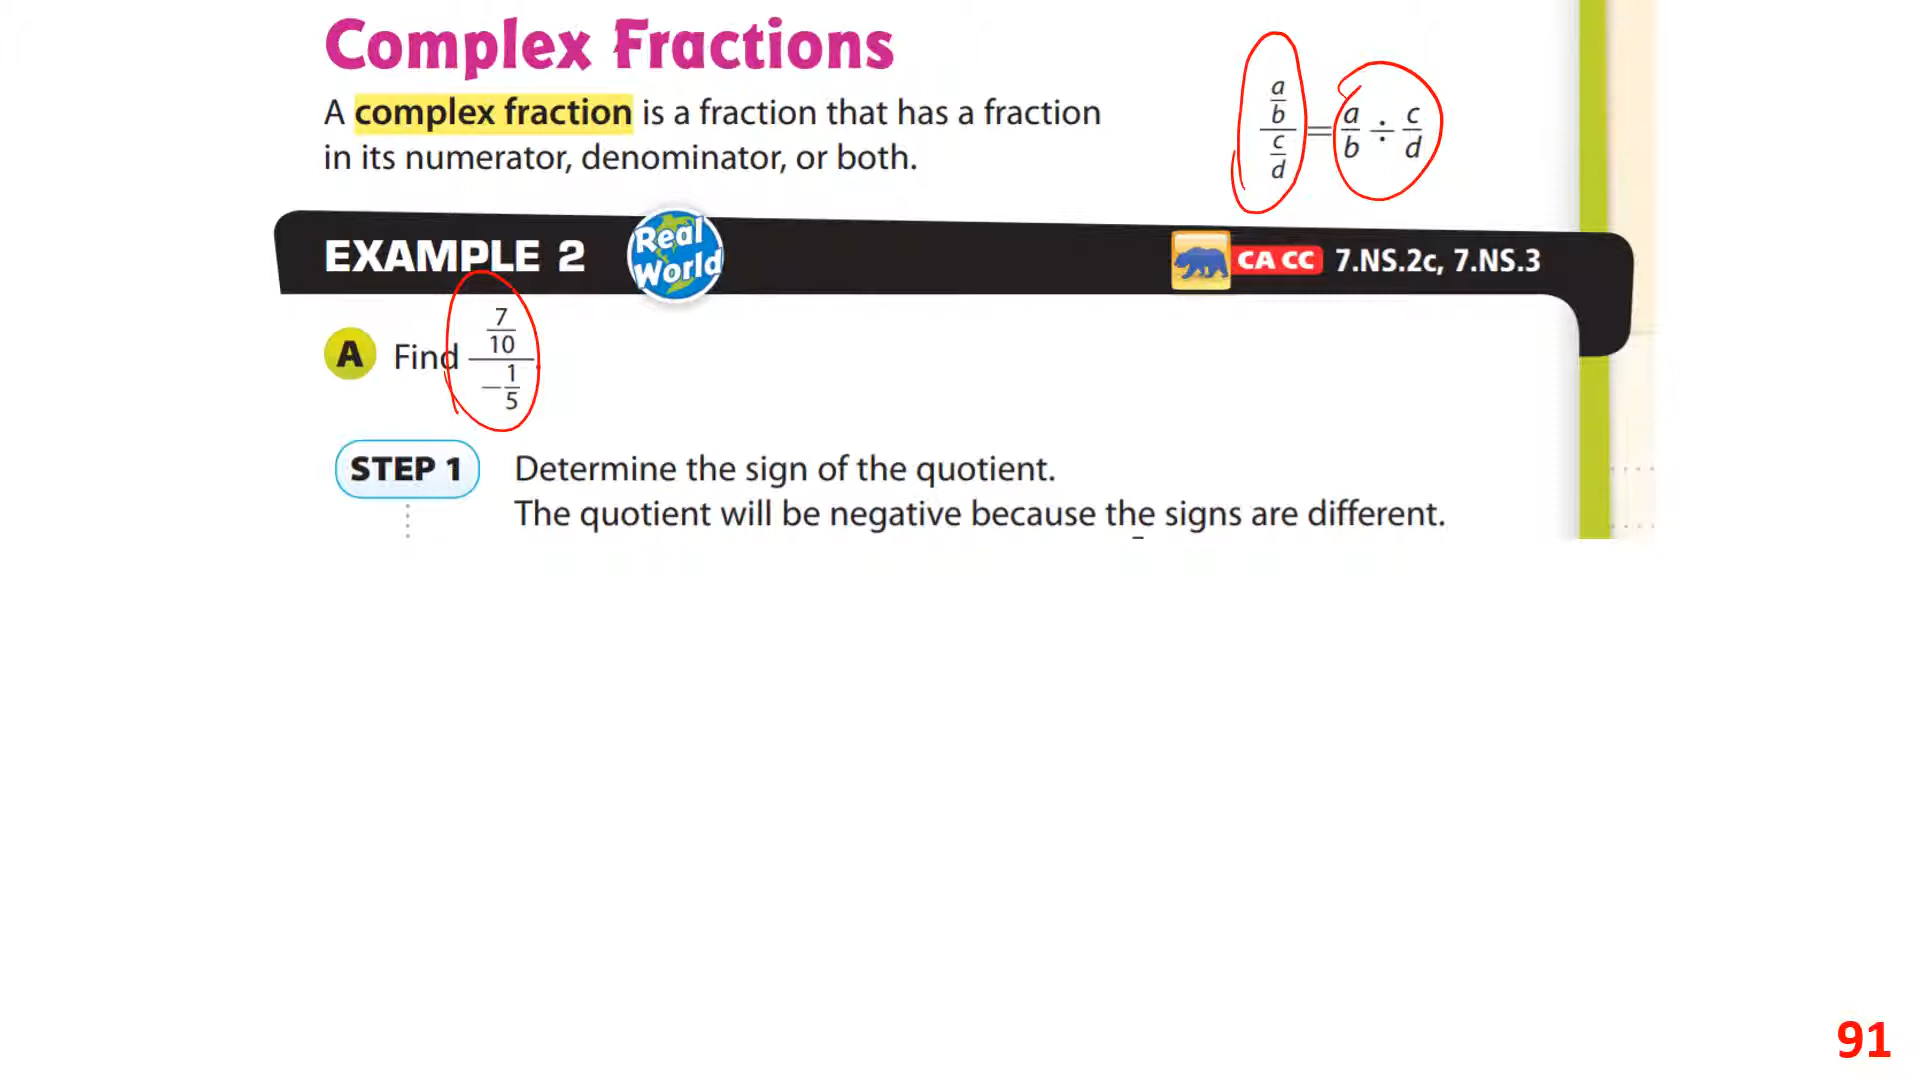 Complex Fractions
A complex fraction is a fraction that has a fraction
in its numerator, denominator, or both.
a/b / c/d = a/b ÷ c/d
EXAMPLE 2 Real World CA CC 7.NS.2c, 7.NS.3
A Find 7/10 / -1/5
STEP 1 Determine the sign of the quotient.
The quotient will be negative because the signs are different.
91